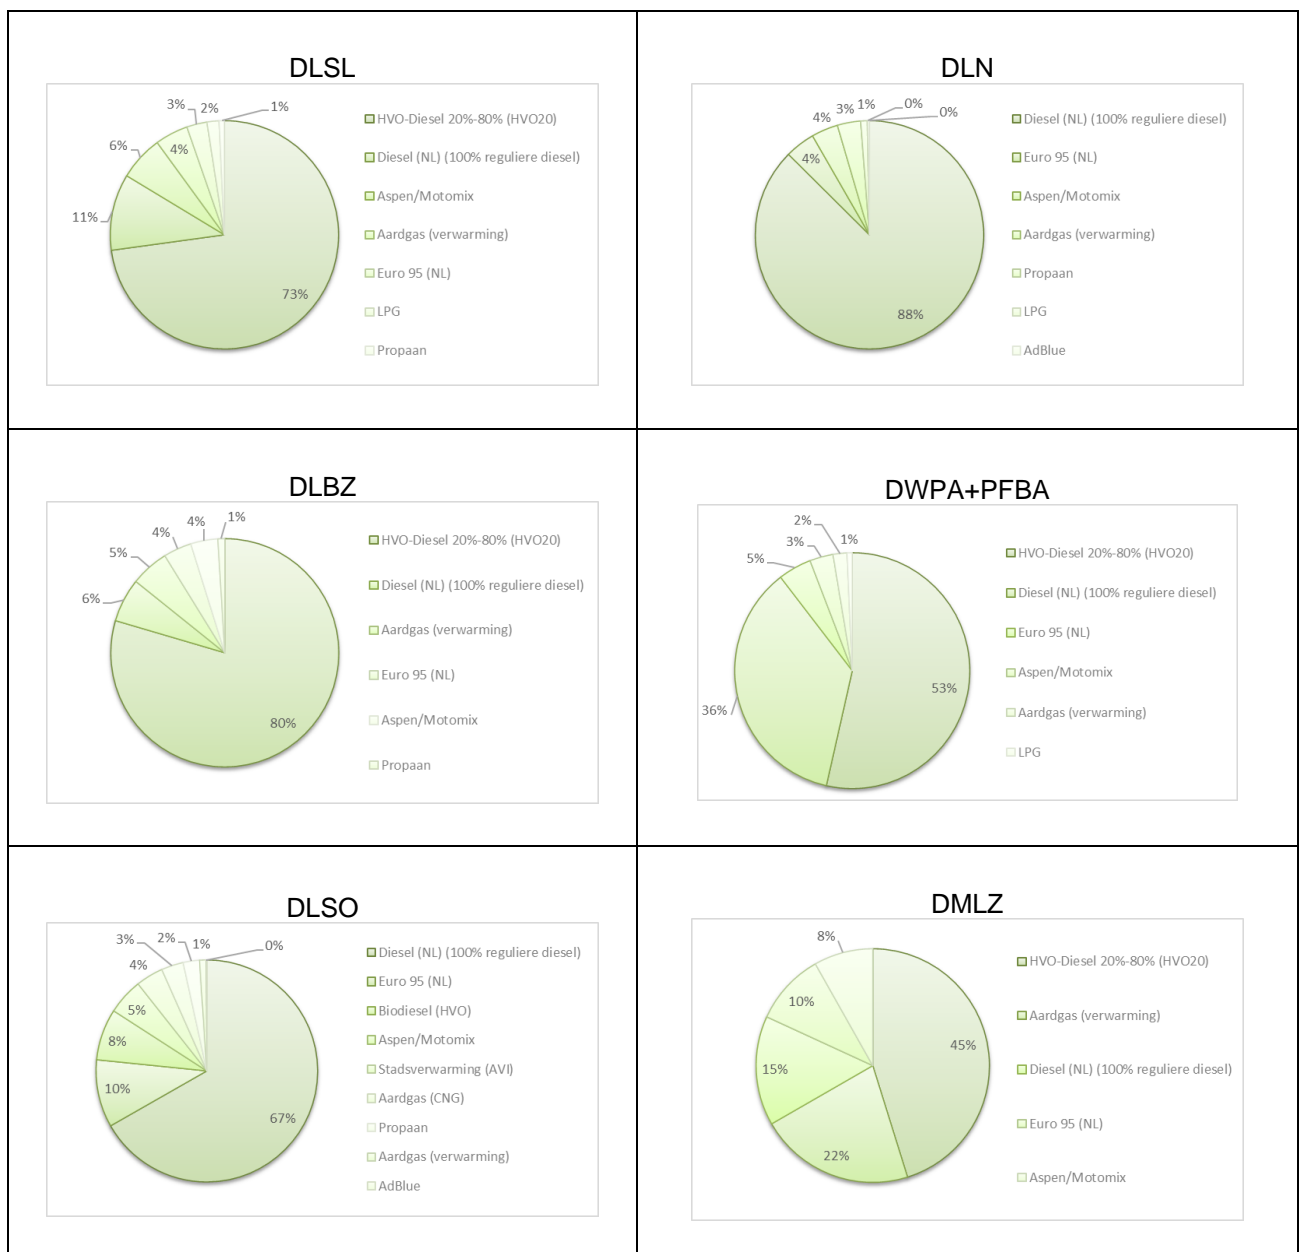 DLSL
3%
2%
1%
6%
4%
11%
73%
HVO-Diesel 20%-80% (HVO20)
Diesel (NL) (100% reguliere diesel)
Aspen/Motomix
Aardgas (verwarming)
Euro 95 (NL)
LPG
Propaan
DLN
4%
3%
1%
0%
0%
4%
88%
Diesel (NL) (100% reguliere diesel)
Euro 95 (NL)
Aspen/Motomix
Aardgas (verwarming)
Propaan
LPG
AdBlue
DLBZ
4%
4%
1%
5%
6%
80%
HVO-Diesel 20%-80% (HVO20)
Diesel (NL) (100% reguliere diesel)
Aardgas (verwarming)
Euro 95 (NL)
Aspen/Motomix
Propaan
DWPA+PFBA
2%
3%
1%
5%
36%
53%
HVO-Diesel 20%-80% (HVO20)
Diesel (NL) (100% reguliere diesel)
Euro 95 (NL)
Aspen/Motomix
Aardgas (verwarming)
LPG
DLSO
3%
2%
1%
0%
4%
5%
8%
10%
67%
Diesel (NL) (100% reguliere diesel)
Euro 95 (NL)
Biodiesel (HVO)
Aspen/Motomix
Stadsverwarming (AVI)
Aardgas (CNG)
Propaan
Aardgas (verwarming)
AdBlue
DMLZ
8%
10%
15%
22%
45%
HVO-Diesel 20%-80% (HVO20)
Aardgas (verwarming)
Diesel (NL) (100% reguliere diesel)
Euro 95 (NL)
Aspen/Motomix